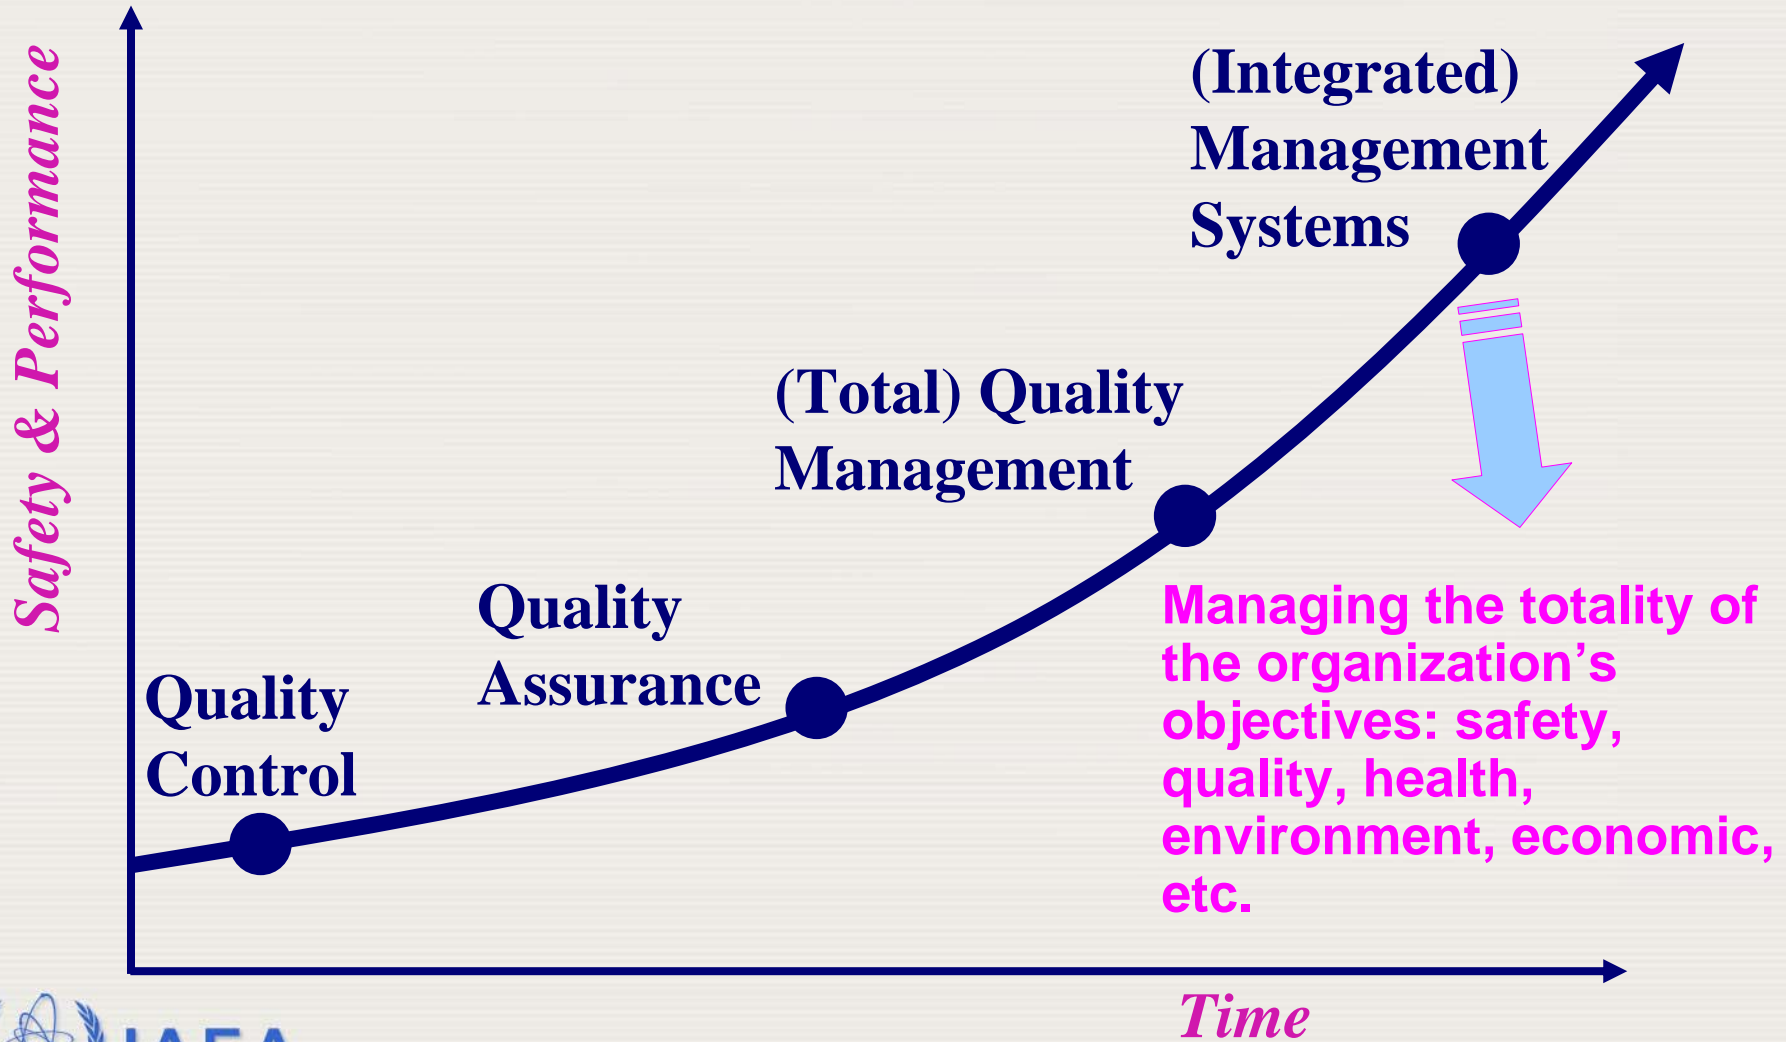 Safety & Performance
(Integrated)
Management
Systems
(Total) Quality
Management
Quality
Assurance
Quality
Control
Managing the totality of
the organization’s
objectives: safety,
quality, health,
environment, economic,
etc.
Time
IAEA